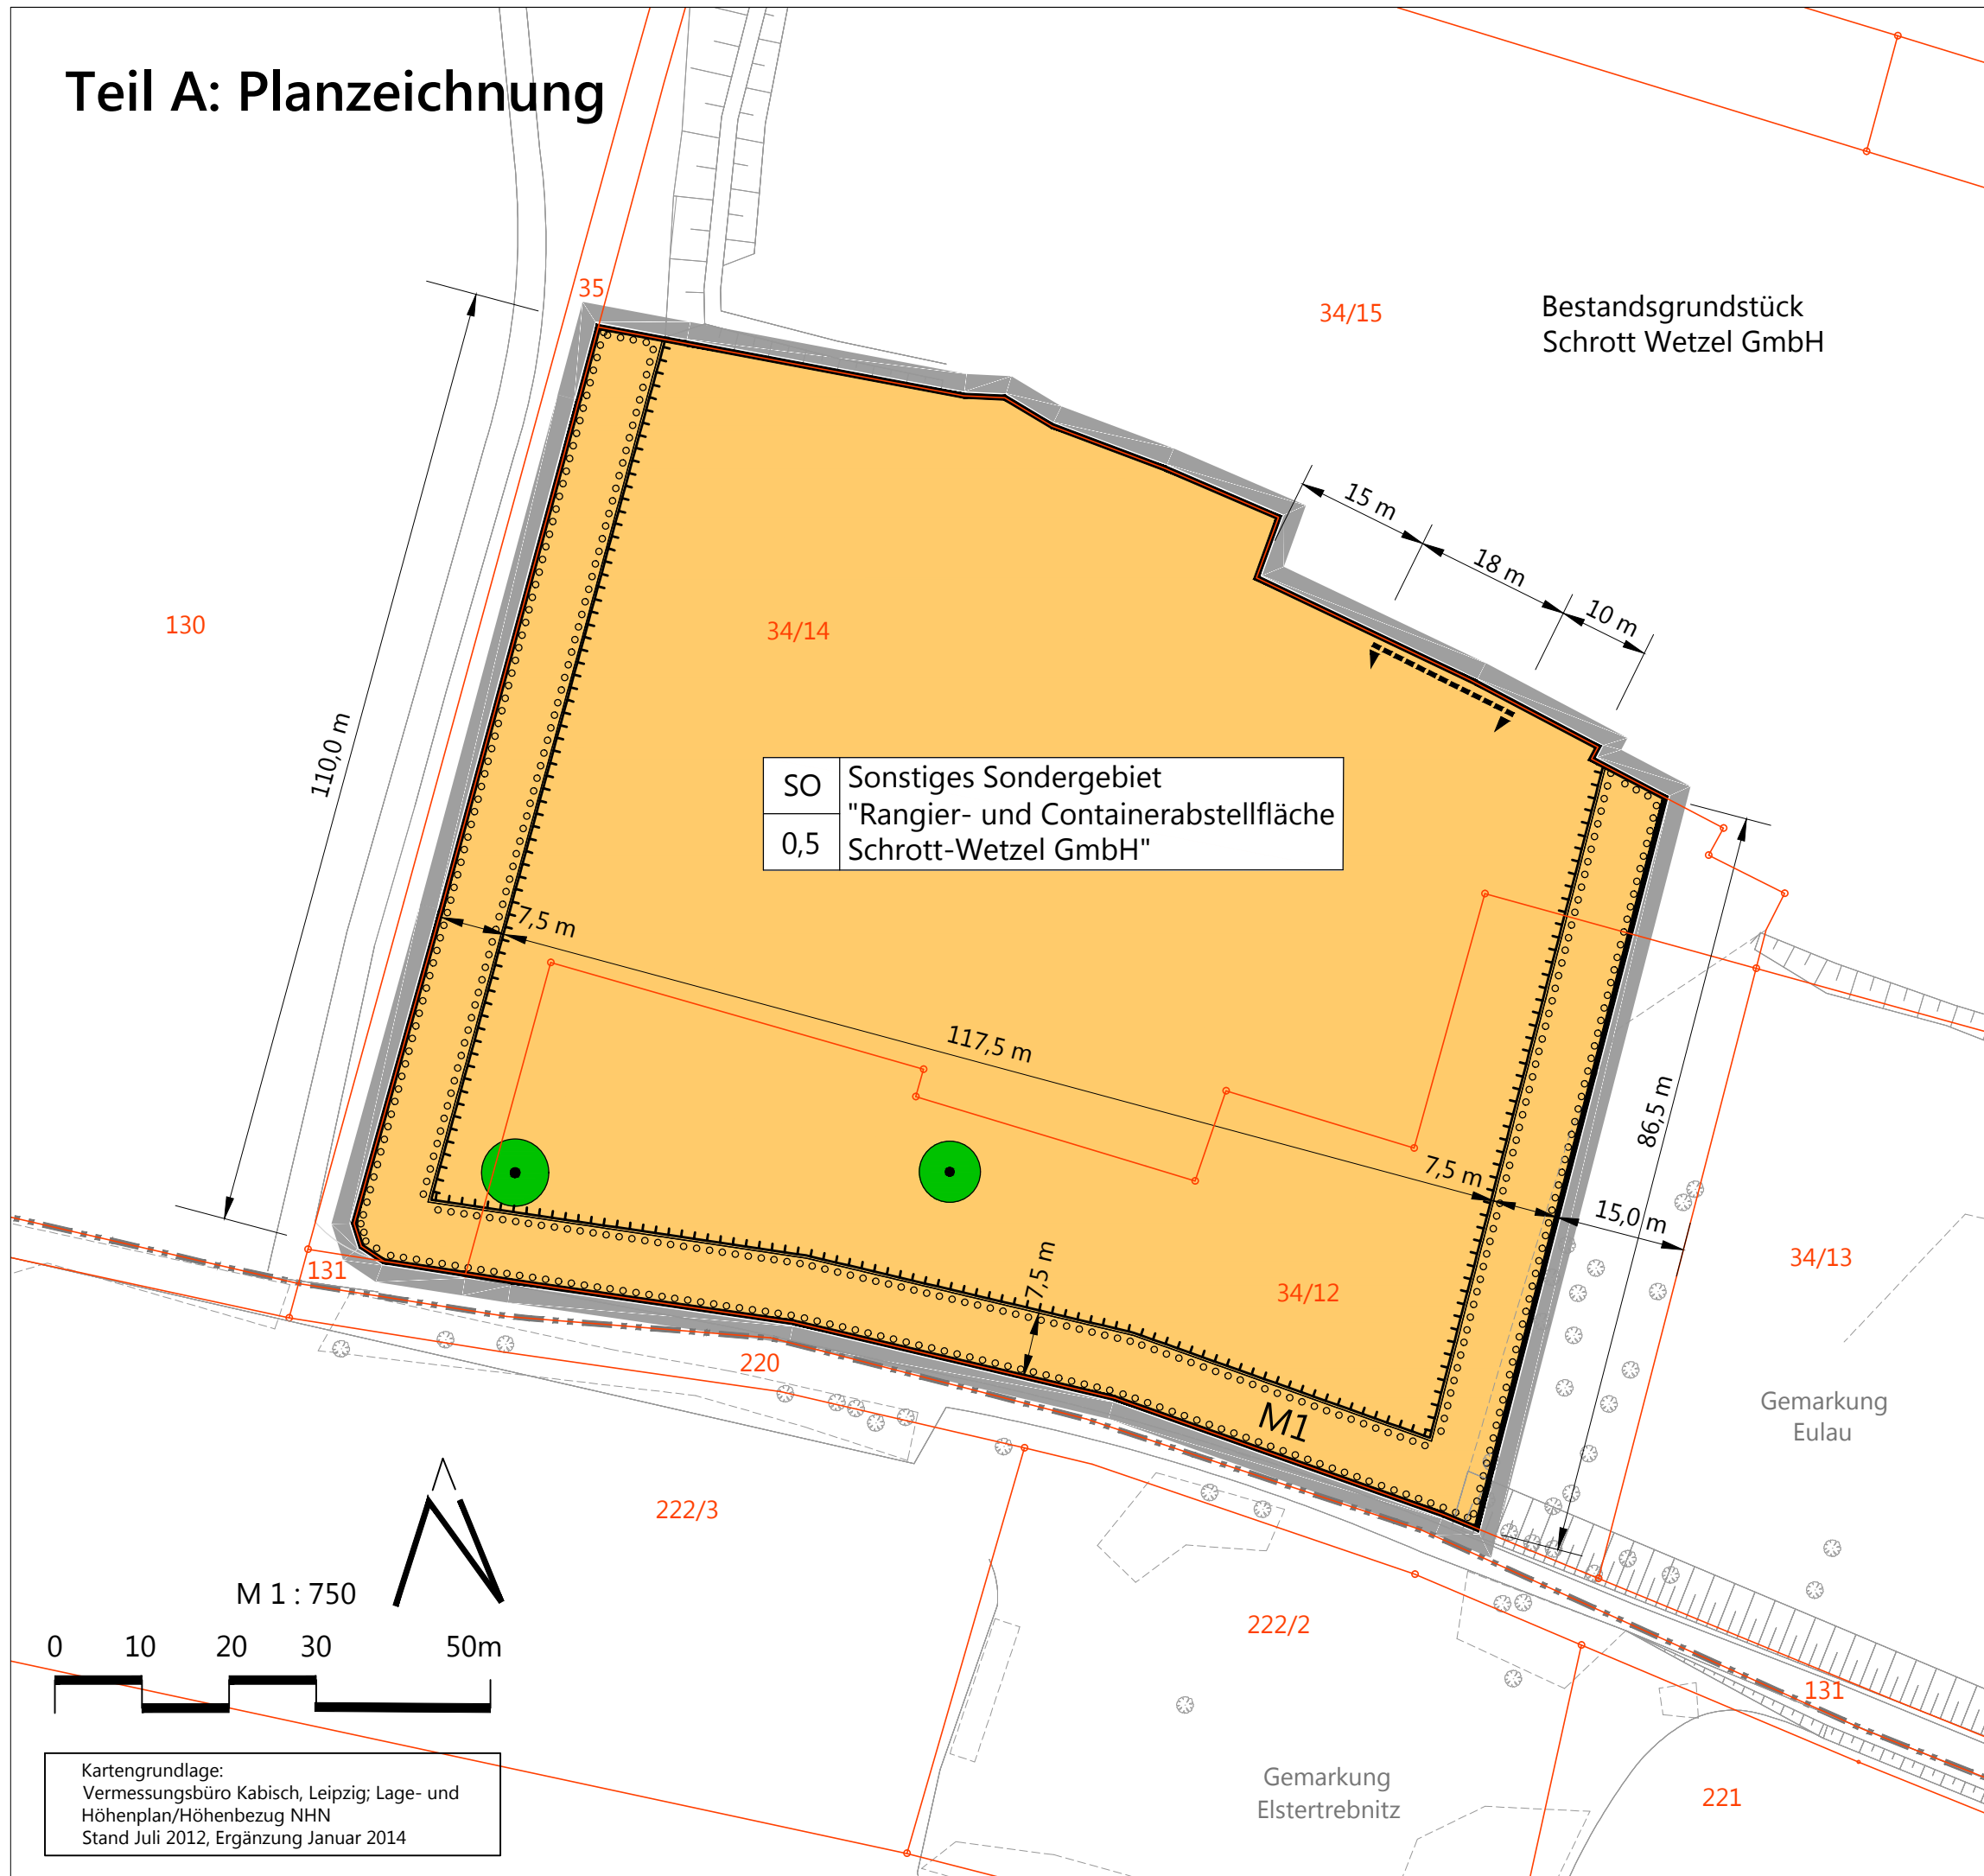 Teil A: Planzeichnung
35
34/15
Bestandsgrundstück
Schrott Wetzel GmbH
15 m
18 m
10 m
130
34/14
110,0 m
SO
Sonstiges Sondergebiet
"Rangier- und Containerabstellfläche
0,5
Schrott-Wetzel GmbH"
7,5 m
117,5 m
86,5 m
7,5 m
15,0 m
34/13
7,5 m
34/12
131
220
M1
Gemarkung
Eulau
222/3
M 1 : 750
222/2
0 10 20 30 50m
131
Kartengrundlage:
Vermessungsbüro Kabisch, Leipzig; Lage- und
Höhenplan/Höhenbezug NHN
Stand Juli 2012, Ergänzung Januar 2014
Gemarkung
Elstertrebnitz
221